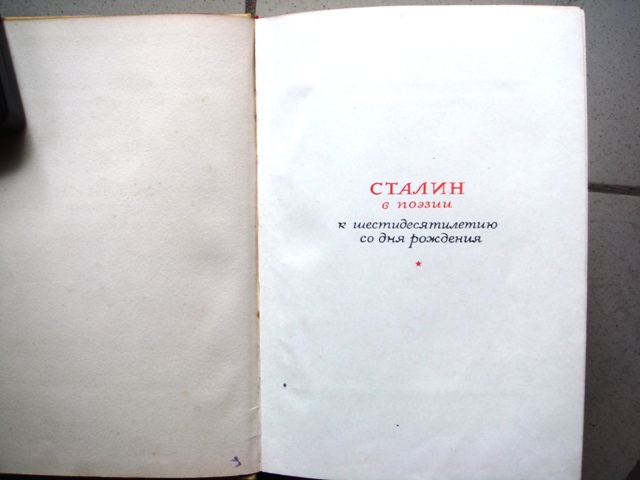 СТАЛИН
в поэзии
к шестидесятилетию
со дня рождения